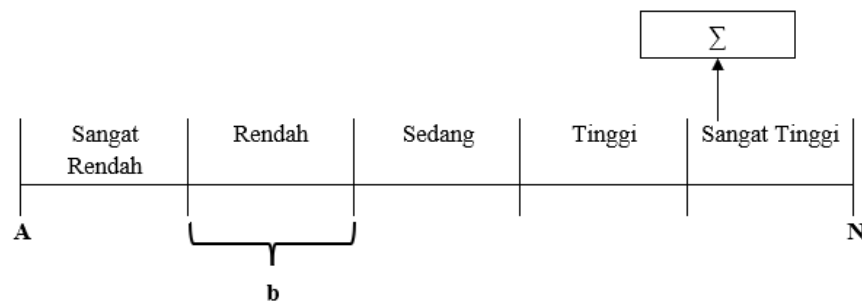 ∑
Sangat
Rendah
Rendah
Sedang
Tinggi
Sangat Tinggi
A
N
b